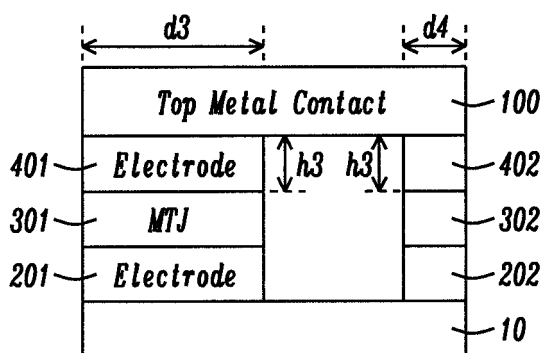 d3 d4
Top Metal Contact 100
401 Electrode h3 h3 402
301 MTJ 302
201 Electrode 202
10